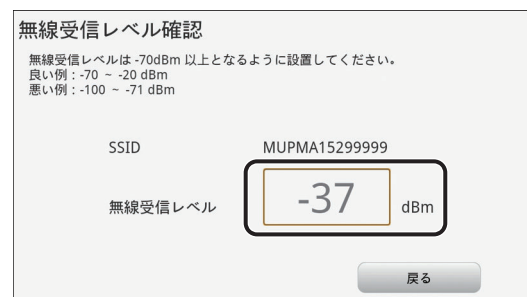 無線受信レベル確認
無線受信レベルは -70dBm 以上となるように設置してください。
良い例：-70 ~ -20 dBm
悪い例：-100 ~ -71 dBm
SSID MUPMA15299999
無線受信レベル -37 dBm
戻る